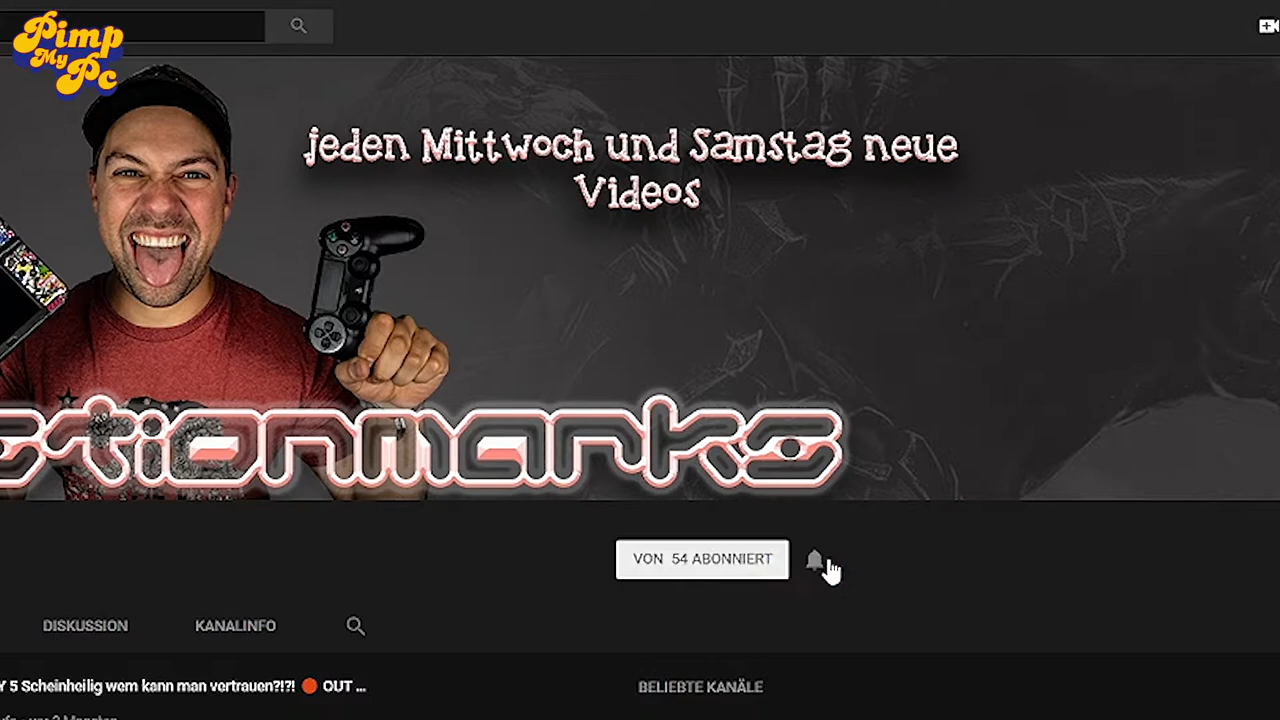 Pimp
My
Pc
jeden Mittwoch und Samstag neue
Videos
ctionmanks
VON 54 ABONNIERT
DISKUSSION KANALINFO
Y 5 Scheinheilig wem kann man vertrauen?!?! 🔴 OUT ...
BELIEBTE KANÄLE